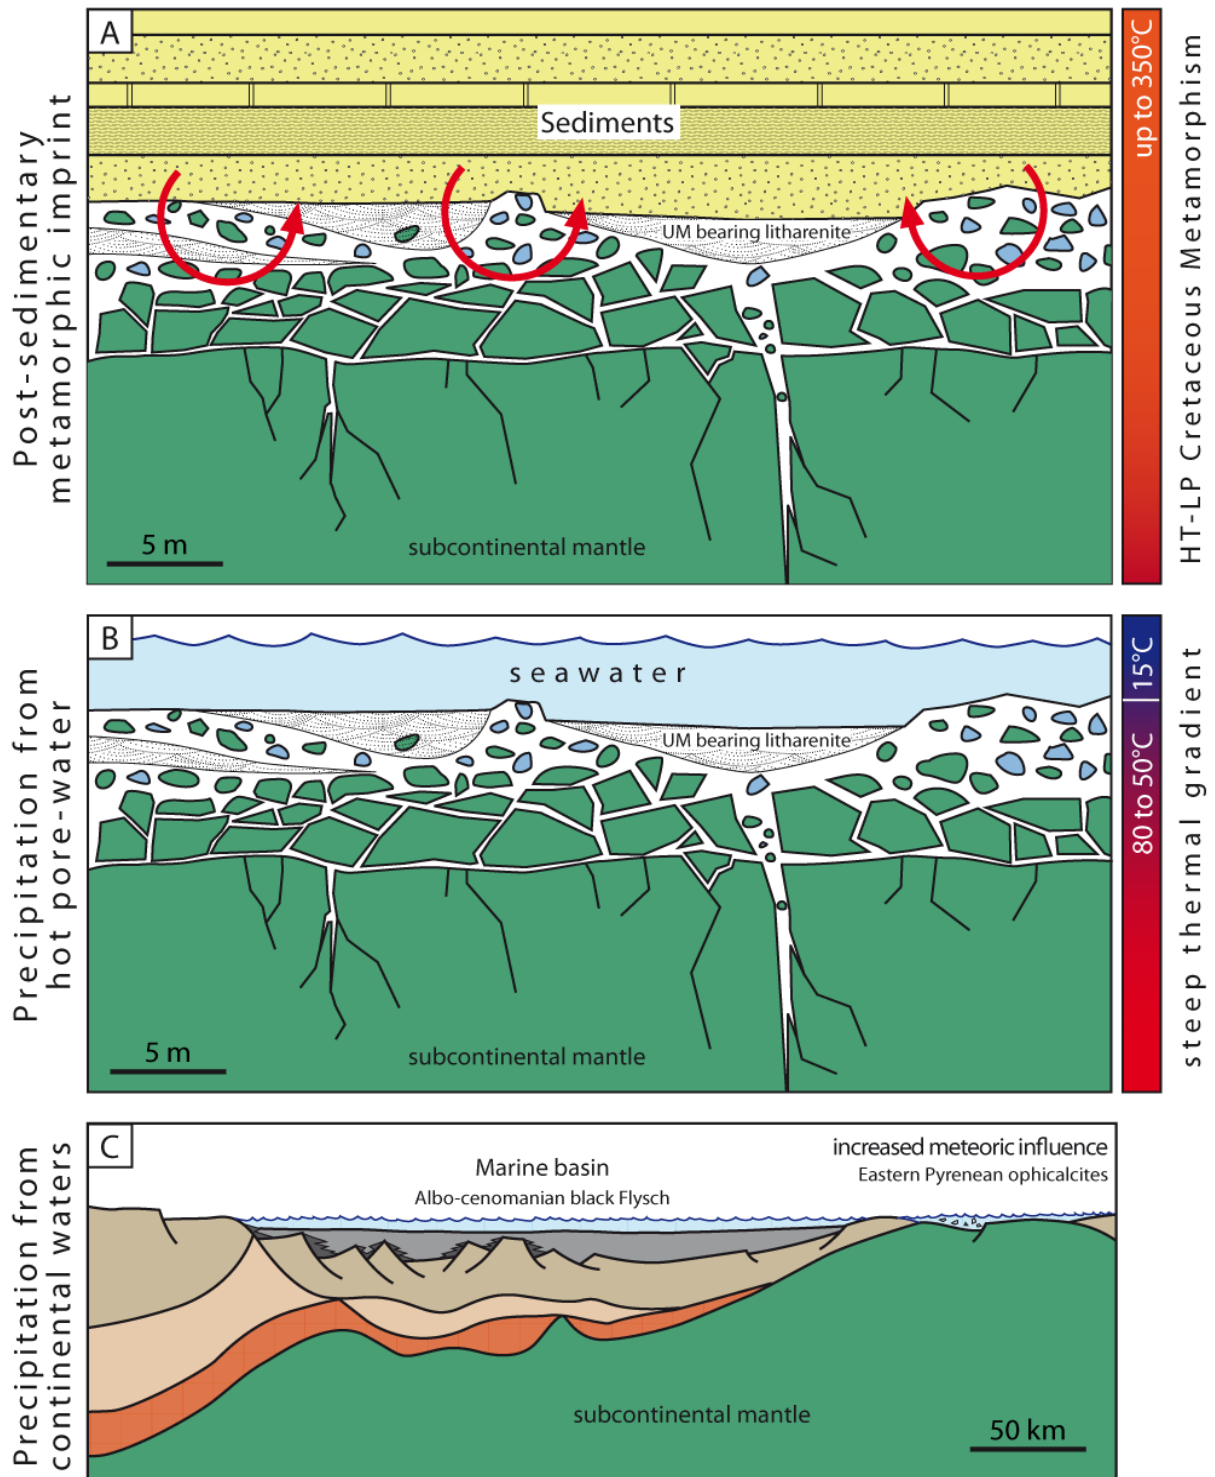 A
Post-sedimentary
metamorphic imprint
Sediments
UM bearing litharenite
subcontinental mantle
5 m
up to 350°C
HT-LP Cretaceous Metamorphism
B
Precipitation from
hot pore-water
seawater
UM bearing litharenite
subcontinental mantle
5 m
15°C
80 to 50°C
steep thermal gradient
C
Precipitation from
continental waters
Marine basin
Albo-cenomanian black Flysch
increased meteoric influence
Eastern Pyrenean ophicalcites
subcontinental mantle
50 km